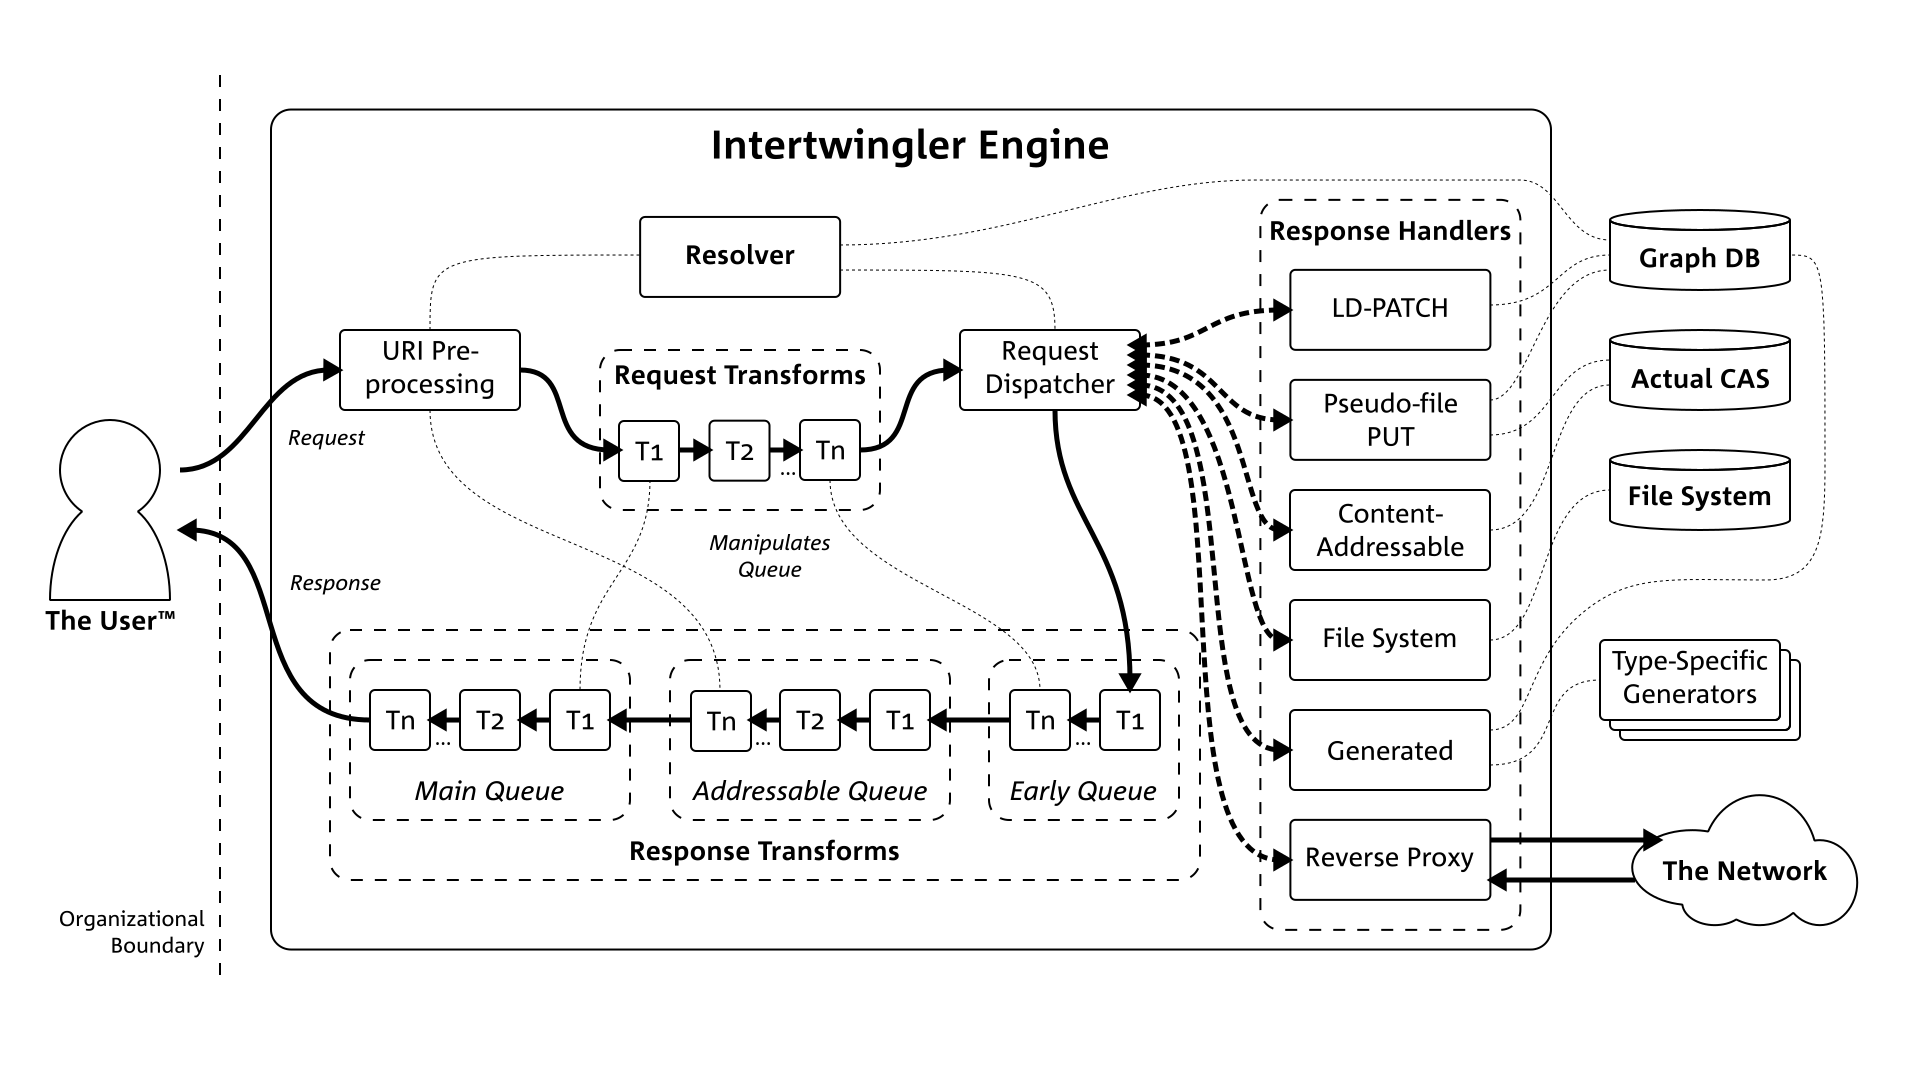 Intertwingler Engine
Resolver
URI Pre-
processing
Request Transforms
T1
T2
...
Tn
Request
Dispatcher
Request
Manipulates
Queue
Response
The User™
Organizational
Boundary
Tn
...
T2
T1
Main Queue
Tn
...
T2
T1
Addressable Queue
Tn
...
T1
Early Queue
Response Transforms
Response Handlers
LD-PATCH
Pseudo-file
PUT
Content-
Addressable
File System
Generated
Reverse Proxy
Graph DB
Actual CAS
File System
Type-Specific
Generators
The Network